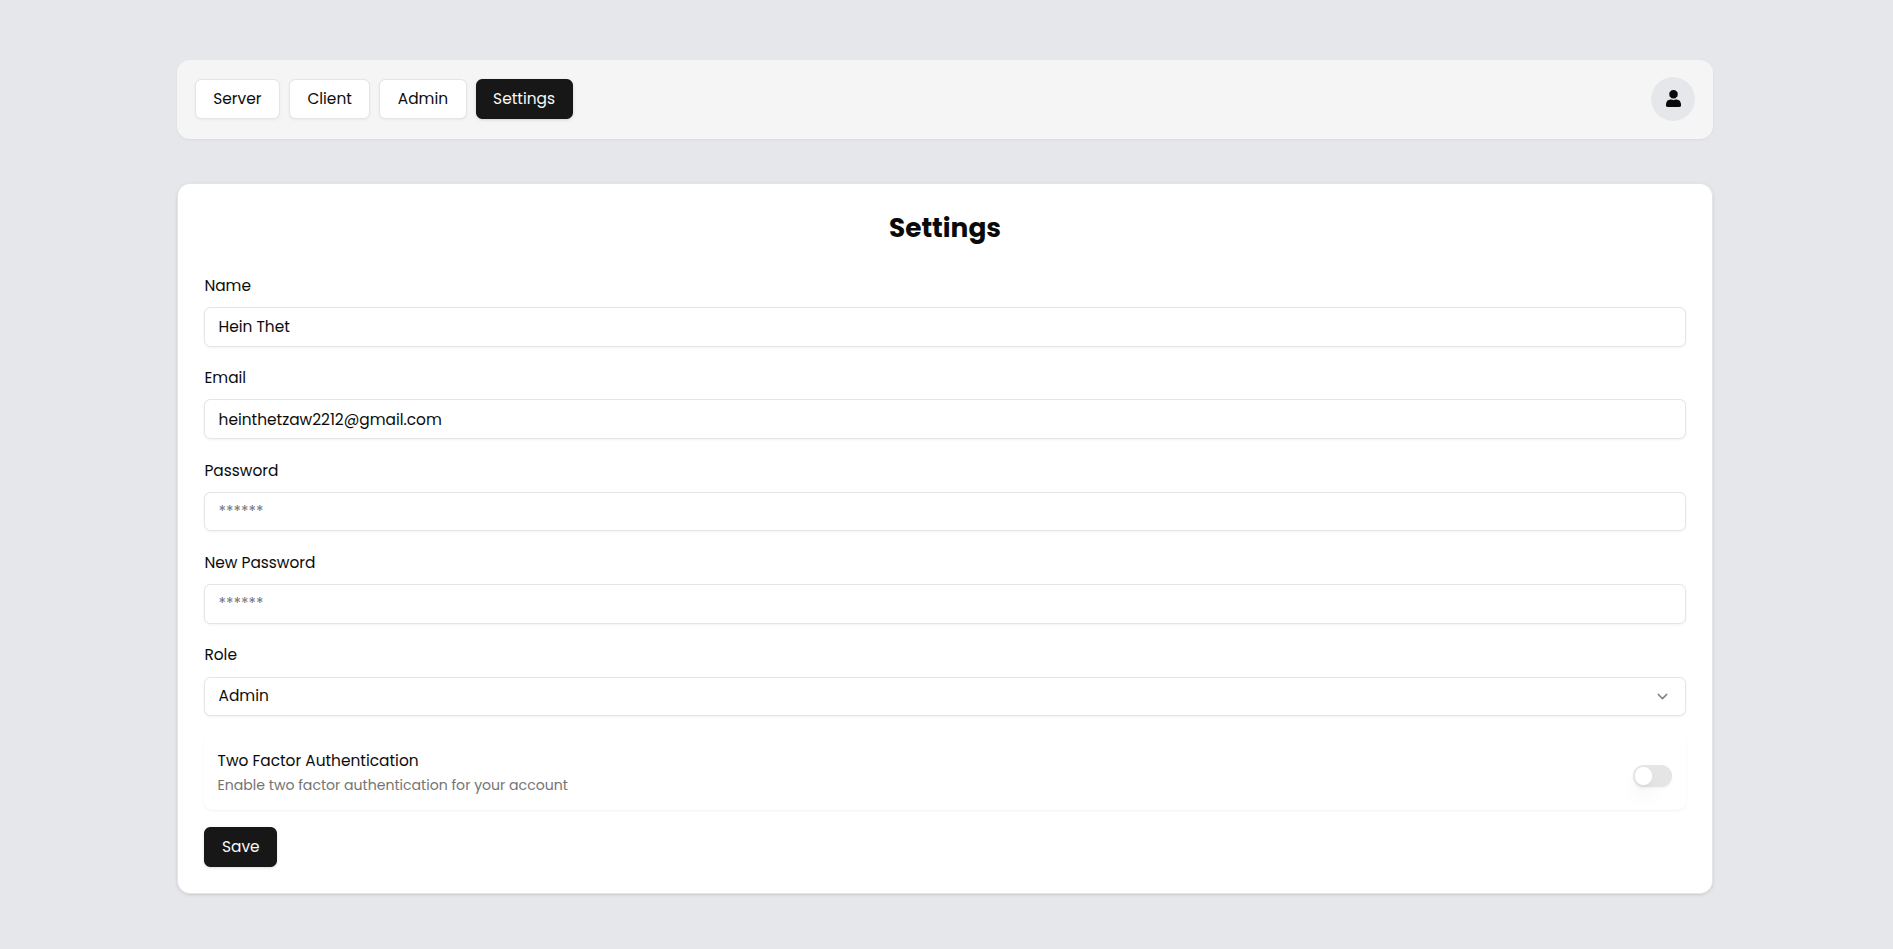 Server Client Admin Settings
Settings
Name
Hein Thet
Email
heinthetzaw2212@gmail.com
Password
******
New Password
******
Role
Admin
Two Factor Authentication
Enable two factor authentication for your account
Save